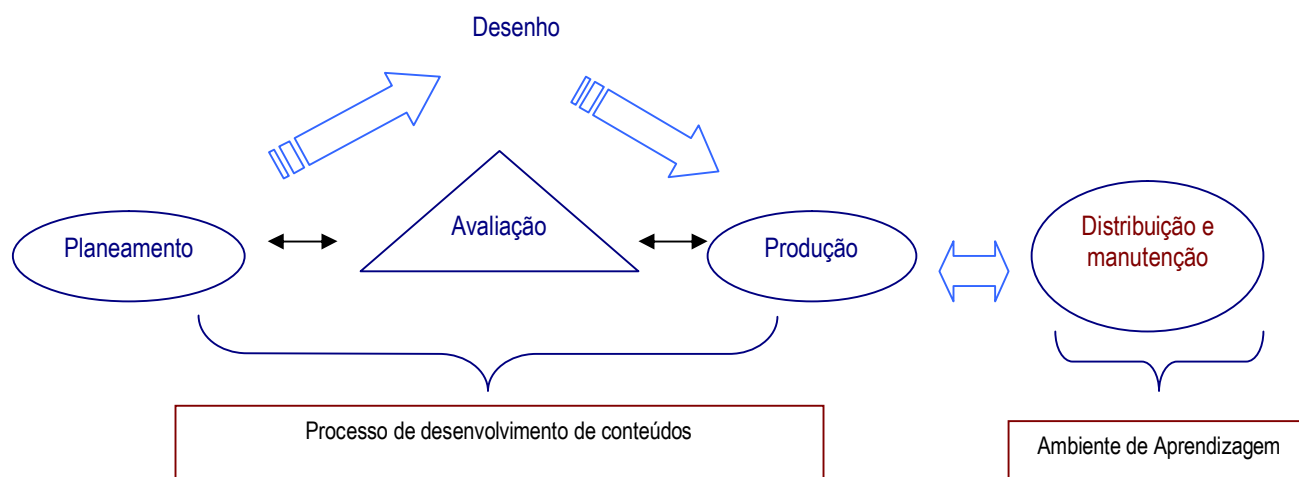 Desenho
Avaliação
Planeamento
Produção
Distribuição e
manutenção
Processo de desenvolvimento de conteúdos
Ambiente de Aprendizagem